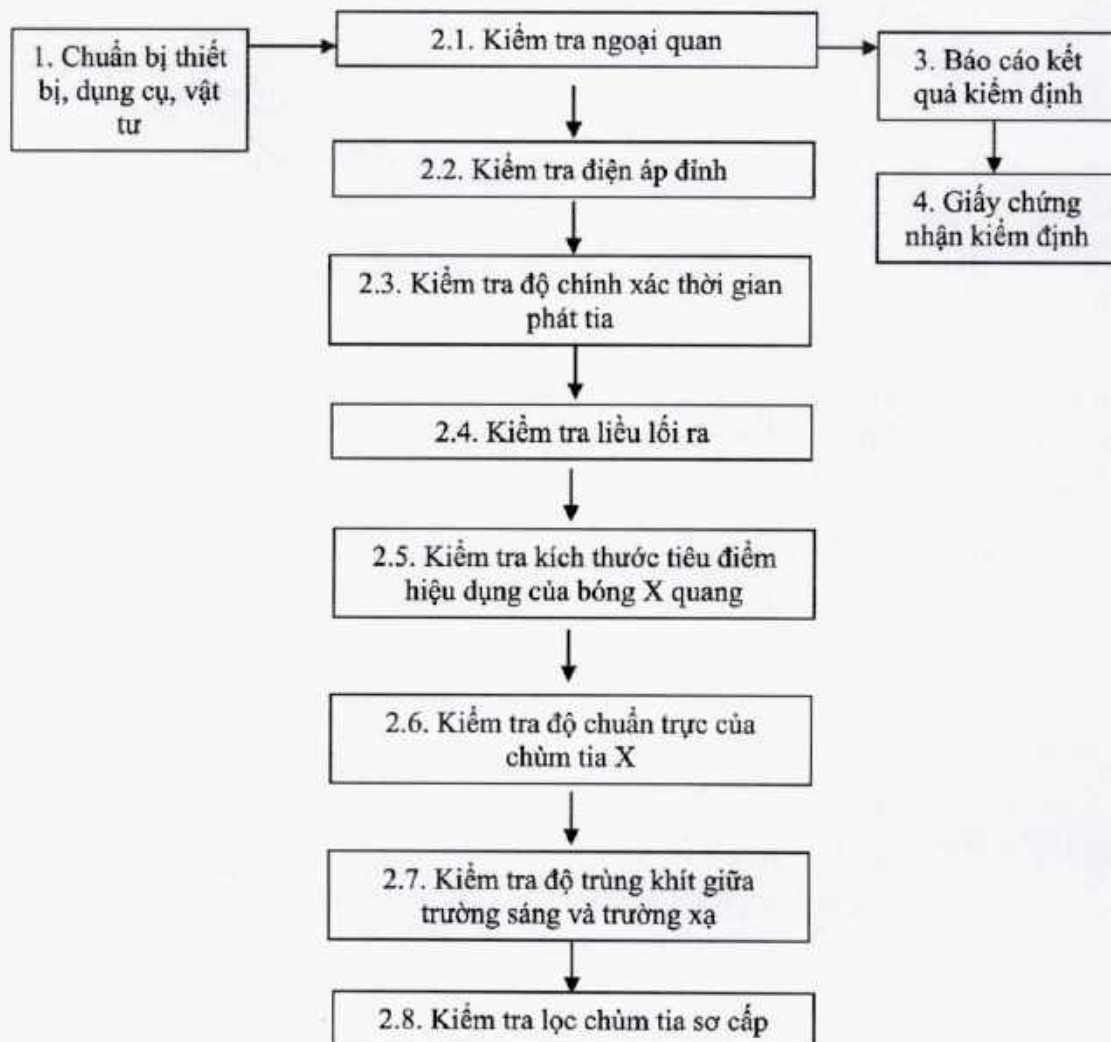 1. Chuẩn bị thiết
bị, dụng cụ, vật
tư
2.1. Kiểm tra ngoại quan
2.2. Kiểm tra điện áp đỉnh
2.3. Kiểm tra độ chính xác thời gian
phát tia
2.4. Kiểm tra liều lối ra
2.5. Kiểm tra kích thước tiêu điểm
hiệu dụng của bóng X quang
2.6. Kiểm tra độ chuẩn trực của
chùm tia X
2.7. Kiểm tra độ trùng khít giữa
trường sáng và trường xạ
2.8. Kiểm tra lọc chùm tia sơ cấp
3. Báo cáo kết
quả kiểm định
4. Giấy chứng
nhận kiểm định